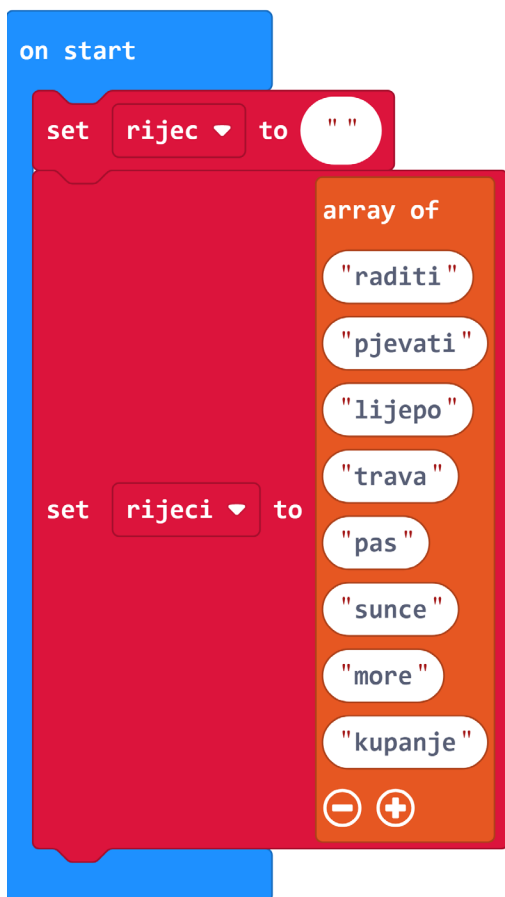 on start
set rijec to " "
array of
"raditi"
"pjevati"
"lijepo"
"trava"
set rijeci to
"pas"
"sunce"
"more"
"kupanje"